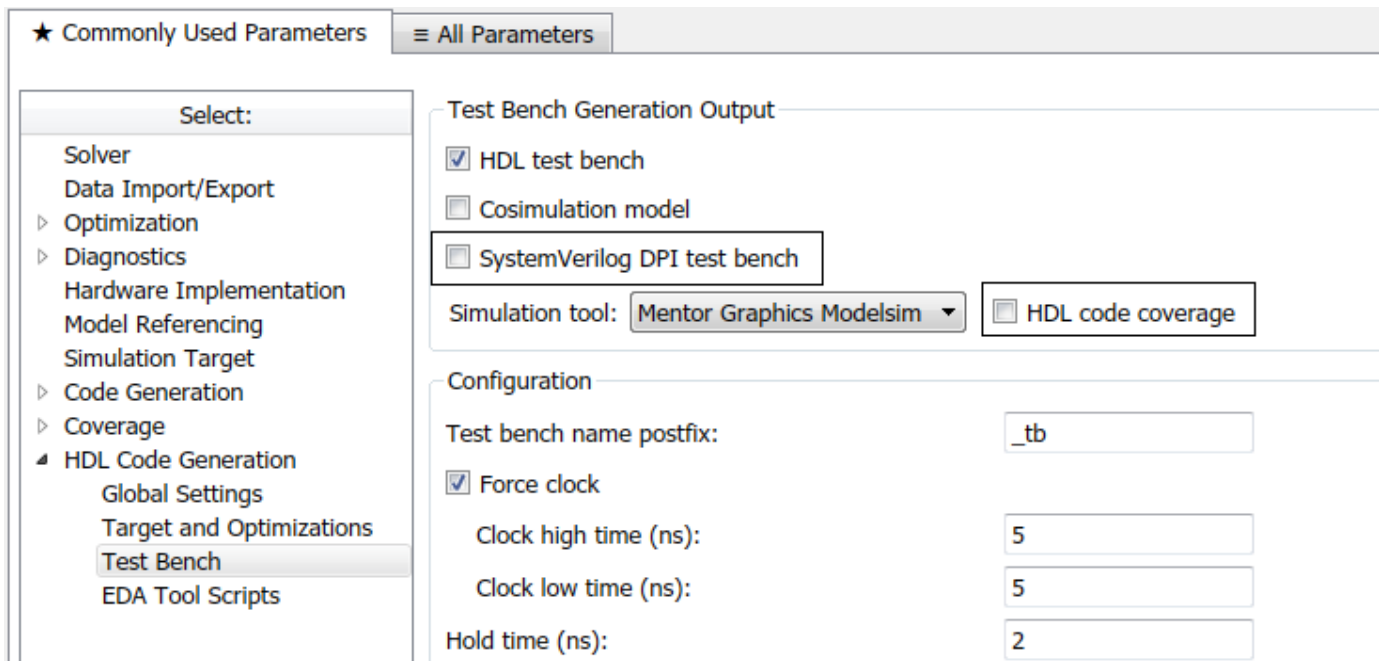 ★ Commonly Used Parameters
≡ All Parameters
Select:
Solver
Data Import/Export
Optimization
Diagnostics
Hardware Implementation
Model Referencing
Simulation Target
Code Generation
Coverage
HDL Code Generation
Global Settings
Target and Optimizations
Test Bench
EDA Tool Scripts
Test Bench Generation Output
HDL test bench
Cosimulation model
SystemVerilog DPI test bench
Simulation tool: Mentor Graphics Modelsim HDL code coverage
Configuration
Test bench name postfix: _tb
Force clock
Clock high time (ns): 5
Clock low time (ns): 5
Hold time (ns): 2